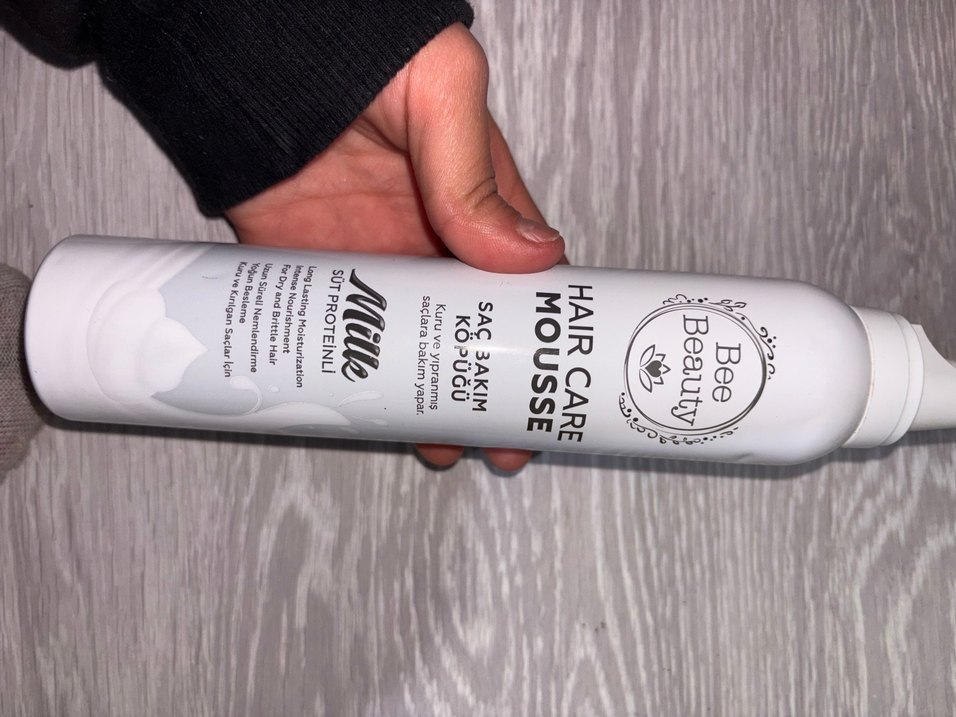 Bee
Beauty
HAIR CARE
MOUSSE
SAÇ BAKIM
KÖPÜĞÜ
Kuru ve yıpranmış
saçlara bakım yapar.
Milk
SÜT PROTEİNLİ
Long Lasting Moisturization
Intense Nourishment
For Dry and Brittle Hair
Uzun Süreli Nemlendirme
Yoğun Besleme
Kuru ve Kırılgan Saçlar İçin